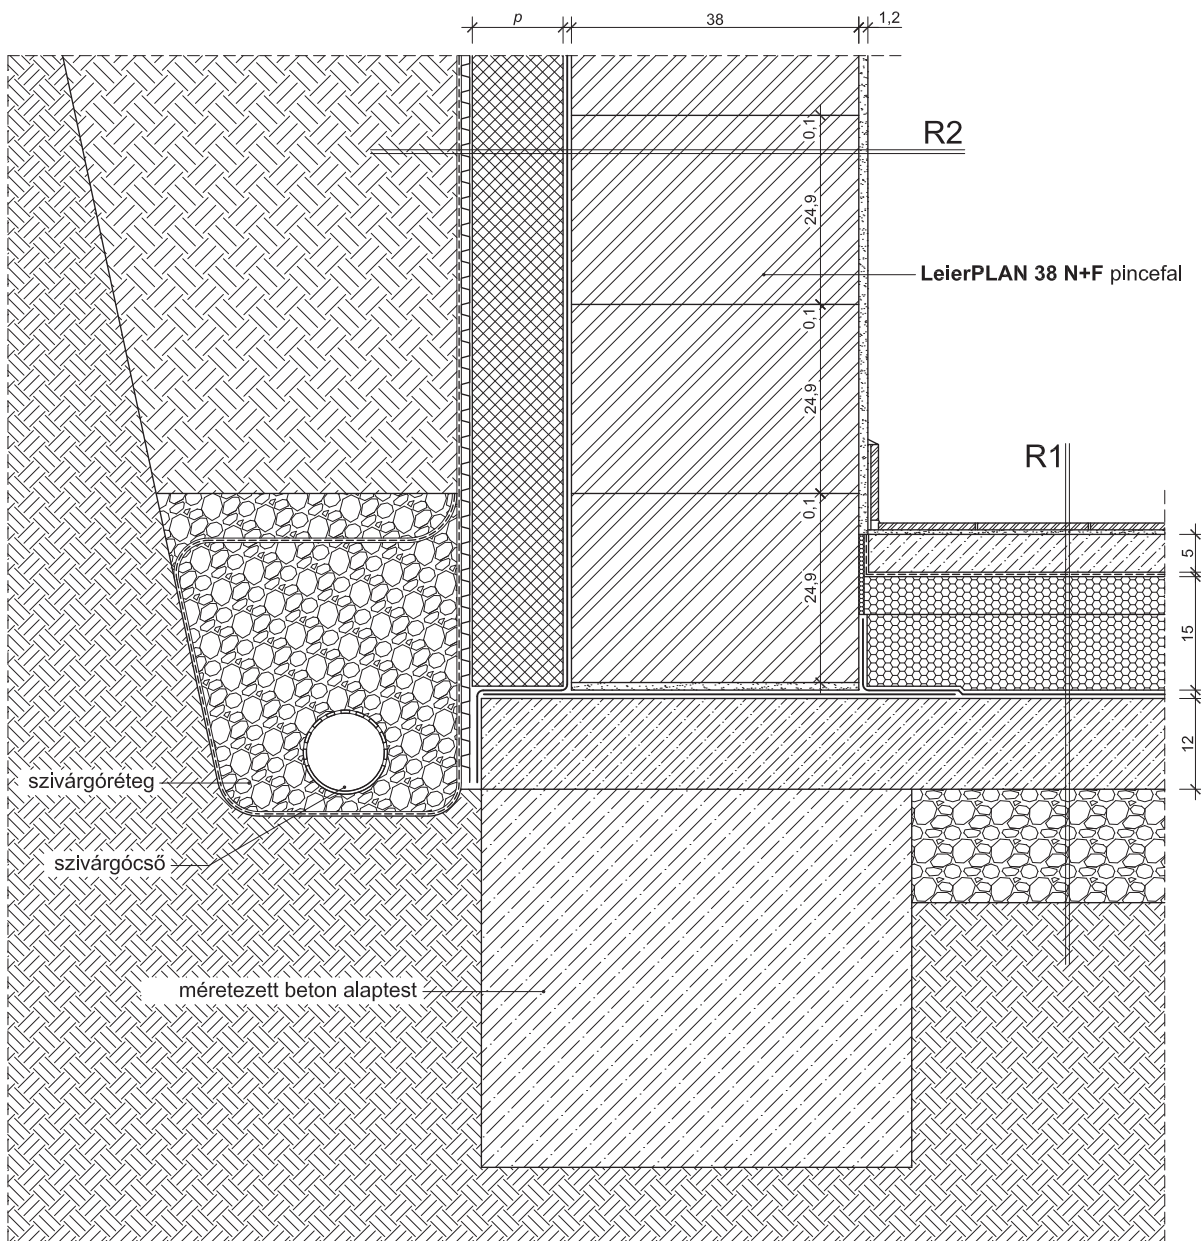 p
38
1,2
0,1
R2
24,9
LeierPLAN 38 N+F pincefal
0,1
24,9
R1
0,1
5
24,9
15
12
szivárgóréteg
szivárgócső
méretezett beton alaptest